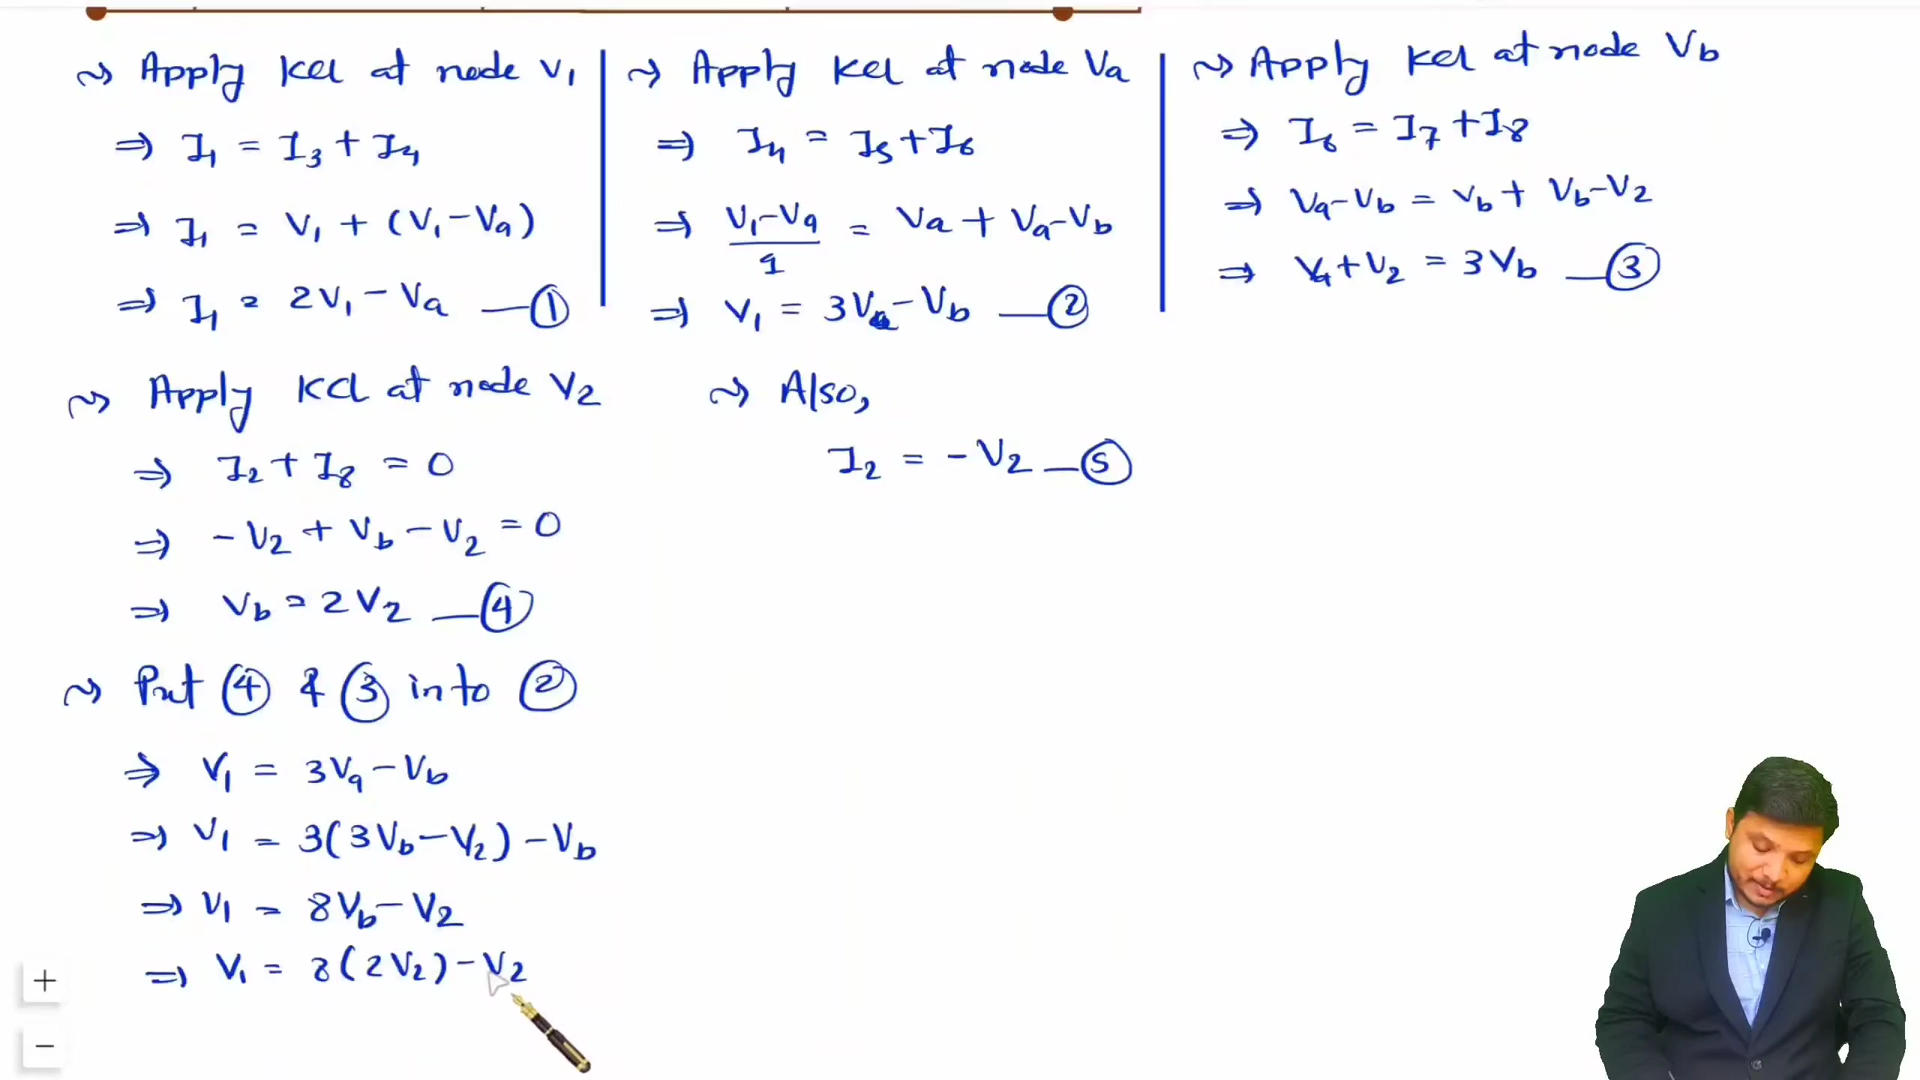 ~> Apply KCL at node V1
⇒ I1 = I3 + I4
⇒ I1 = V1 + (V1 - Va)
⇒ I1 = 2V1 - Va —①
~> Apply KCL at node Va
⇒ I4 = I5 + I6
⇒ (V1 - Va)/1 = Va + Va - Vb
⇒ V1 = 3Va - Vb —②
~> Apply KCL at node Vb
⇒ I6 = I7 + I8
⇒ Va - Vb = Vb + Vb - V2
⇒ Va + V2 = 3Vb —③
~> Apply KCL at node V2
⇒ I2 + I8 = 0
⇒ -V2 + Vb - V2 = 0
⇒ Vb = 2V2 —④
~> Also,
I2 = -V2 —⑤
~> Put ④ & ③ into ②
⇒ V1 = 3Va - Vb
⇒ V1 = 3(3Vb - V2) - Vb
⇒ V1 = 8Vb - V2
⇒ V1 = 8(2V2) - V2
+
−